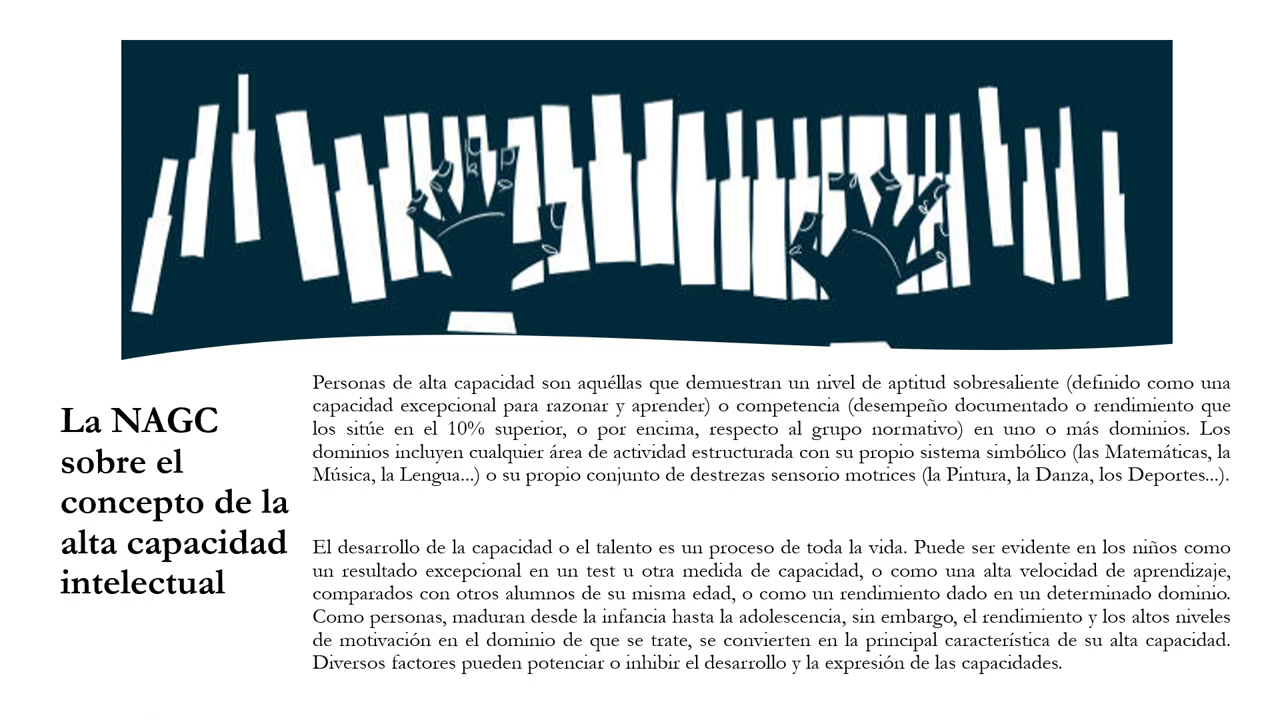 La NAGC
sobre el
concepto de la
alta capacidad
intelectual
Personas de alta capacidad son aquéllas que demuestran un nivel de aptitud sobresaliente (definido como una
capacidad excepcional para razonar y aprender) o competencia (desempeño documentado o rendimiento que
los sitúe en el 10% superior, o por encima, respecto al grupo normativo) en uno o más dominios. Los
dominios incluyen cualquier área de actividad estructurada con su propio sistema simbólico (las Matemáticas, la
Música, la Lengua...) o su propio conjunto de destrezas sensorio motrices (la Pintura, la Danza, los Deportes...).
El desarrollo de la capacidad o el talento es un proceso de toda la vida. Puede ser evidente en los niños como
un resultado excepcional en un test u otra medida de capacidad, o como una alta velocidad de aprendizaje,
comparados con otros alumnos de su misma edad, o como un rendimiento dado en un determinado dominio.
Como personas, maduran desde la infancia hasta la adolescencia, sin embargo, el rendimiento y los altos niveles
de motivación en el dominio de que se trate, se convierten en la principal característica de su alta capacidad.
Diversos factores pueden potenciar o inhibir el desarrollo y la expresión de las capacidades.